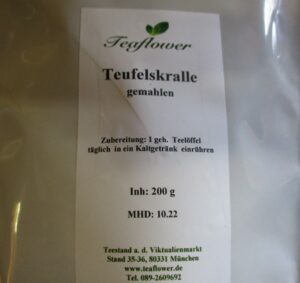 Teaflower
Teufelskralle
gemahlen
Zubereitung: 1 geh. Teelöffel
täglich in ein Kaltgetränk einrühren
Inh: 200 g
MHD: 10.22
Teestand a. d. Viktualienmarkt
Stand 35-36, 80331 München
www.teaflower.de
Tel. 089-2609692